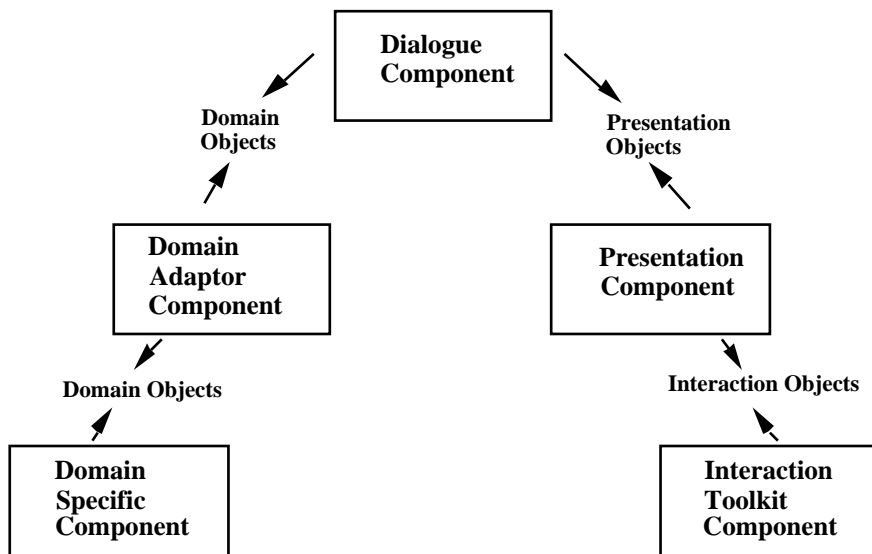 Dialogue
Component
Domain
Objects
Presentation
Objects
Domain
Adaptor
Component
Presentation
Component
Domain Objects
Interaction Objects
Domain
Specific
Component
Interaction
Toolkit
Component